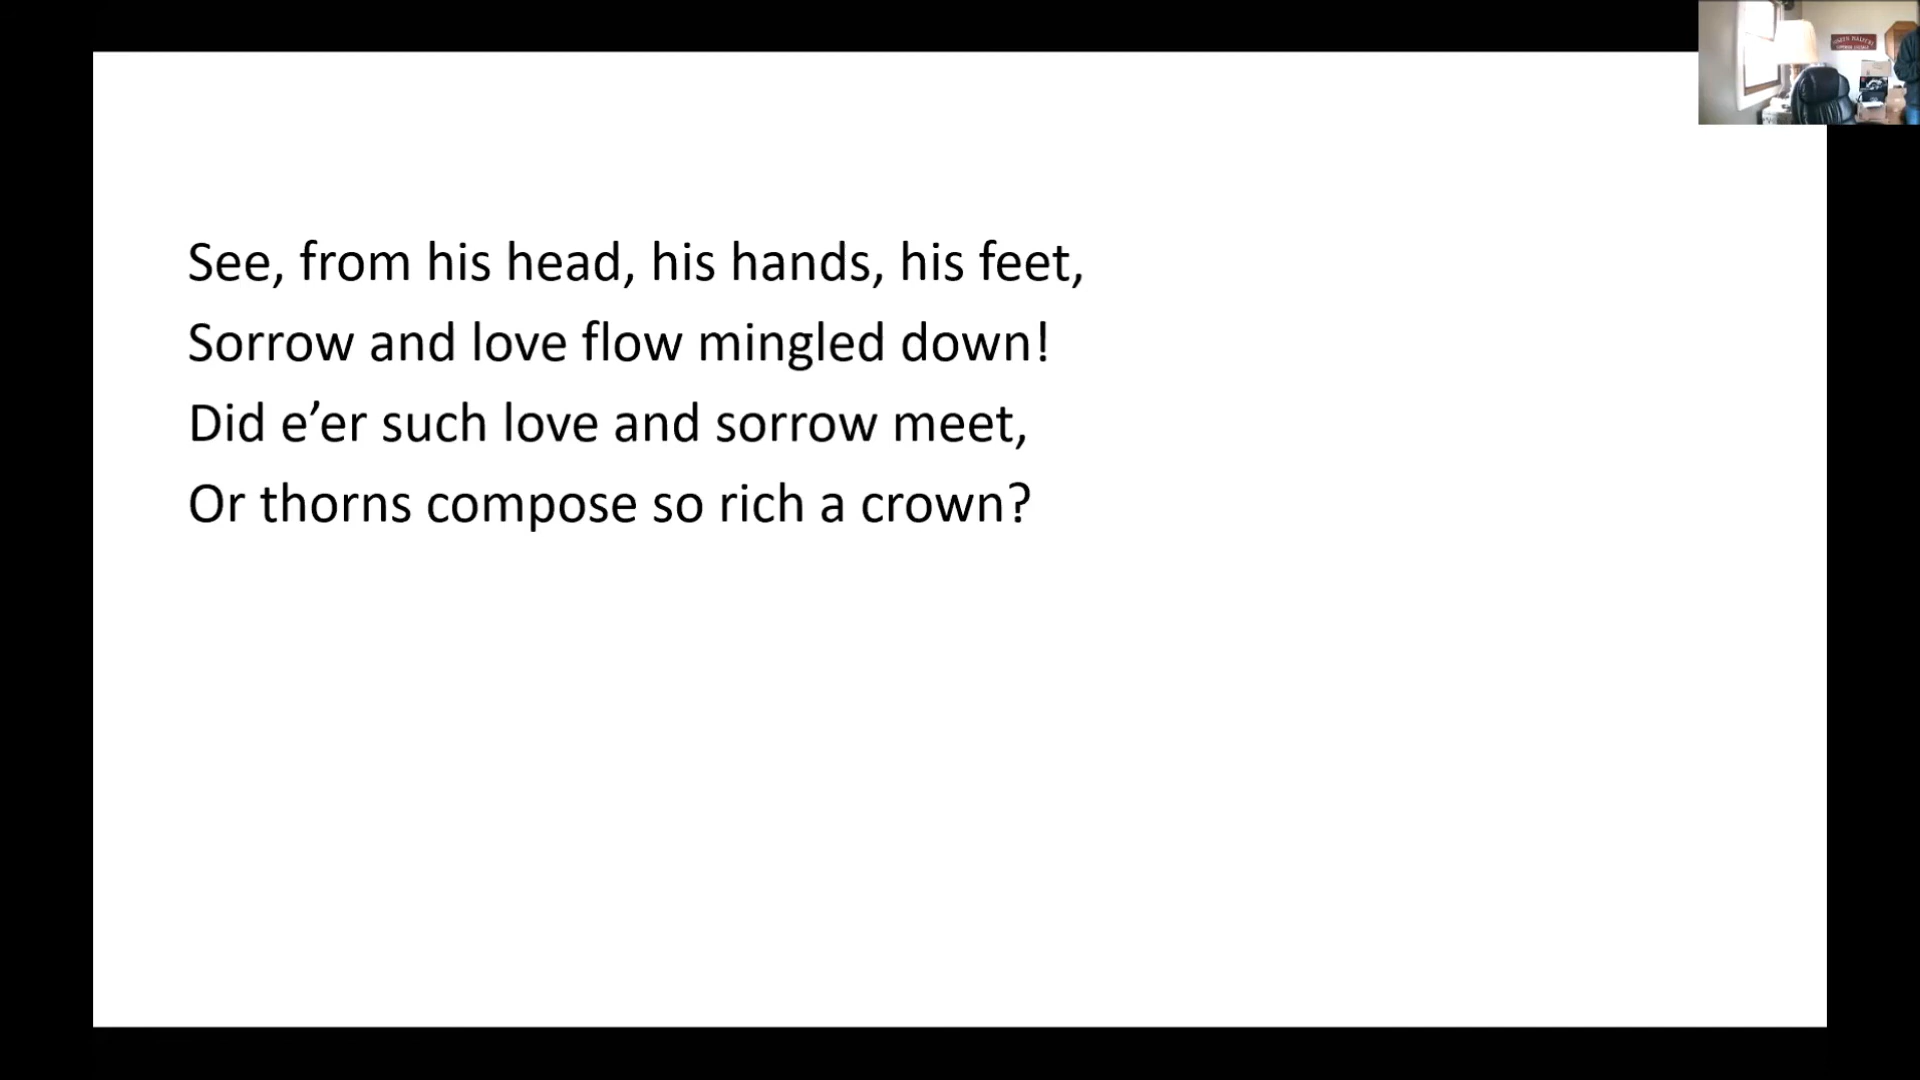 See, from his head, his hands, his feet,
Sorrow and love flow mingled down!
Did e’er such love and sorrow meet,
Or thorns compose so rich a crown?